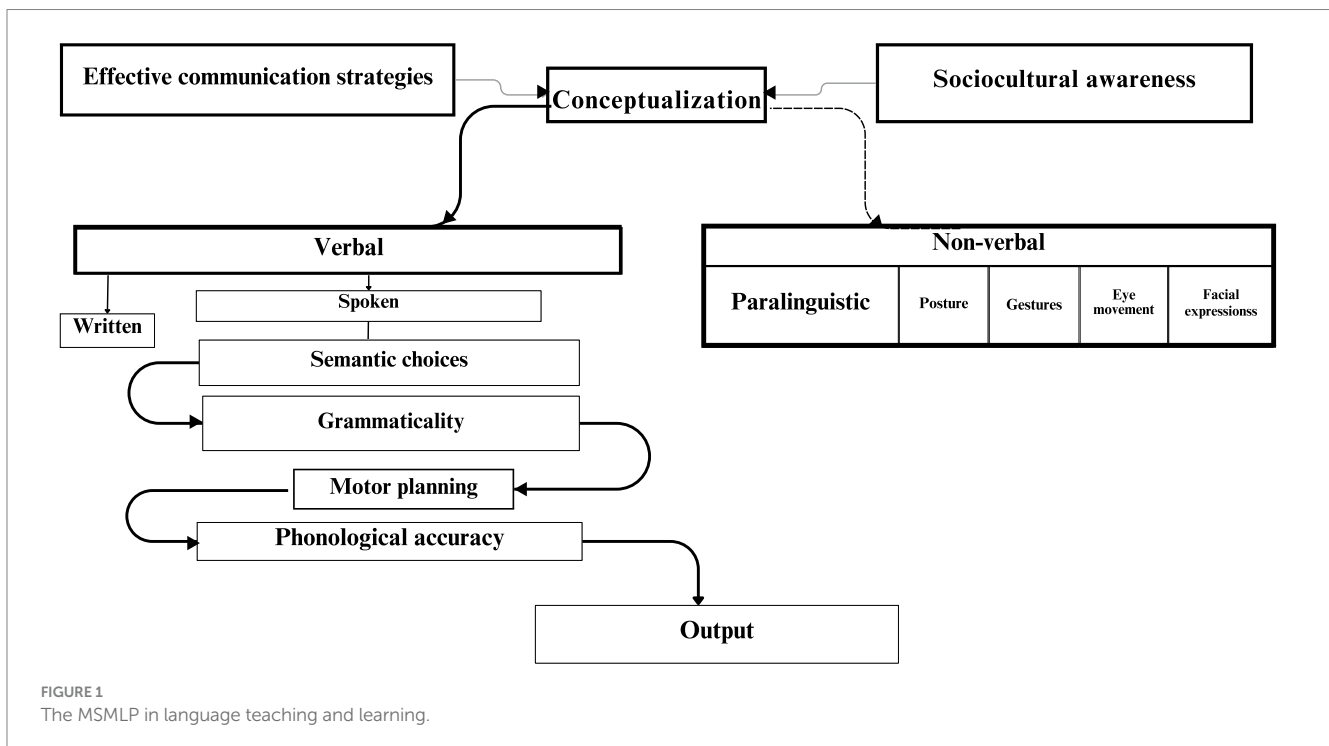 Effective communication strategies
Conceptualization
Sociocultural awareness
Verbal
Non-verbal
Paralinguistic
Posture
Gestures
Eye
movement
Facial
expressionss
Spoken
Written
Semantic choices
Grammaticality
Motor planning
Phonological accuracy
Output
FIGURE 1
The MSMLP in language teaching and learning.